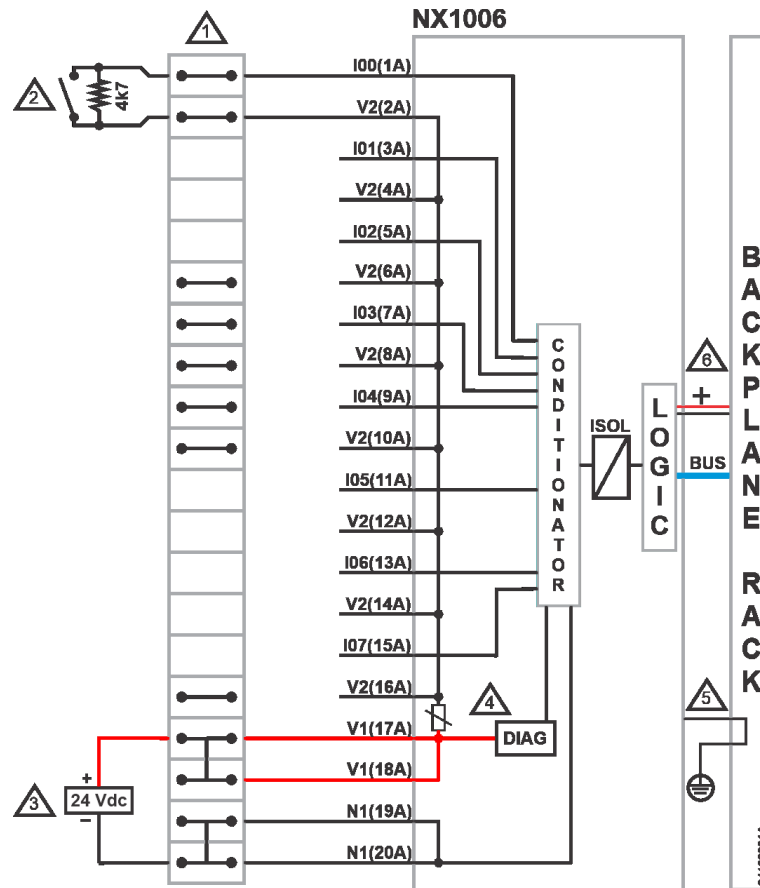 NX1006
1
2
4k7
I00(1A)
V2(2A)
I01(3A)
V2(4A)
I02(5A)
V2(6A)
I03(7A)
V2(8A)
I04(9A)
V2(10A)
I05(11A)
V2(12A)
I06(13A)
V2(14A)
I07(15A)
V2(16A)
V1(17A)
V1(18A)
N1(19A)
N1(20A)
3
+
24 Vdc
−
4
DIAG
CONDITIONATOR
ISOL
LOGIC
6
+
BUS
5
BACKPLANE
RACK